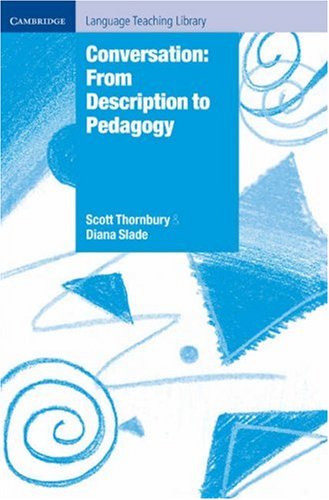 CAMBRIDGE
Language Teaching Library
Conversation:
From
Description to
Pedagogy
Scott Thornbury &
Diana Slade